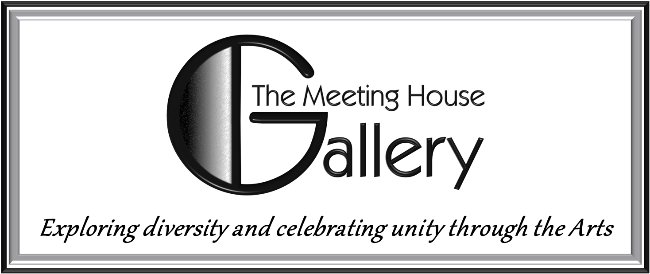 The Meeting House
Gallery
Exploring diversity and celebrating unity through the Arts